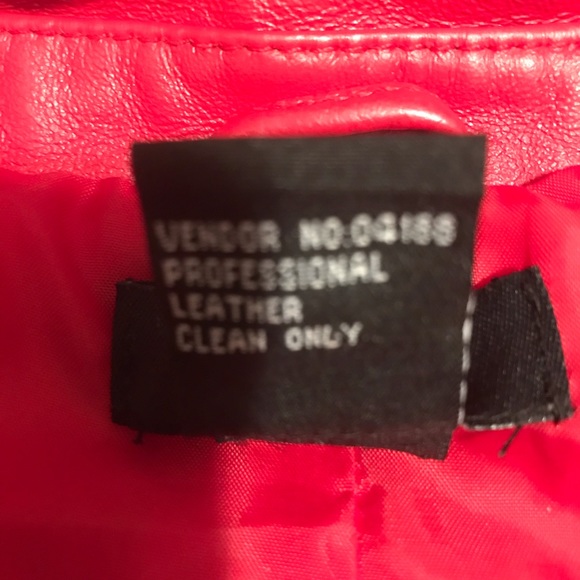 VENDOR NO:04188
PROFESSIONAL
LEATHER
CLEAN ONLY